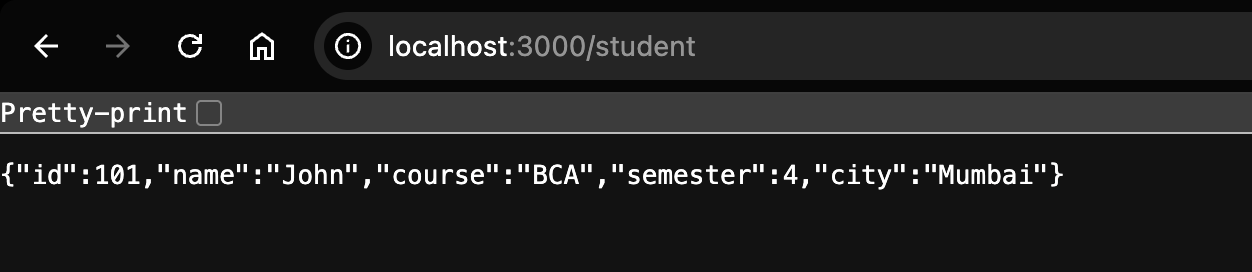 localhost:3000/student
Pretty-print
{"id":101,"name":"John","course":"BCA","semester":4,"city":"Mumbai"}